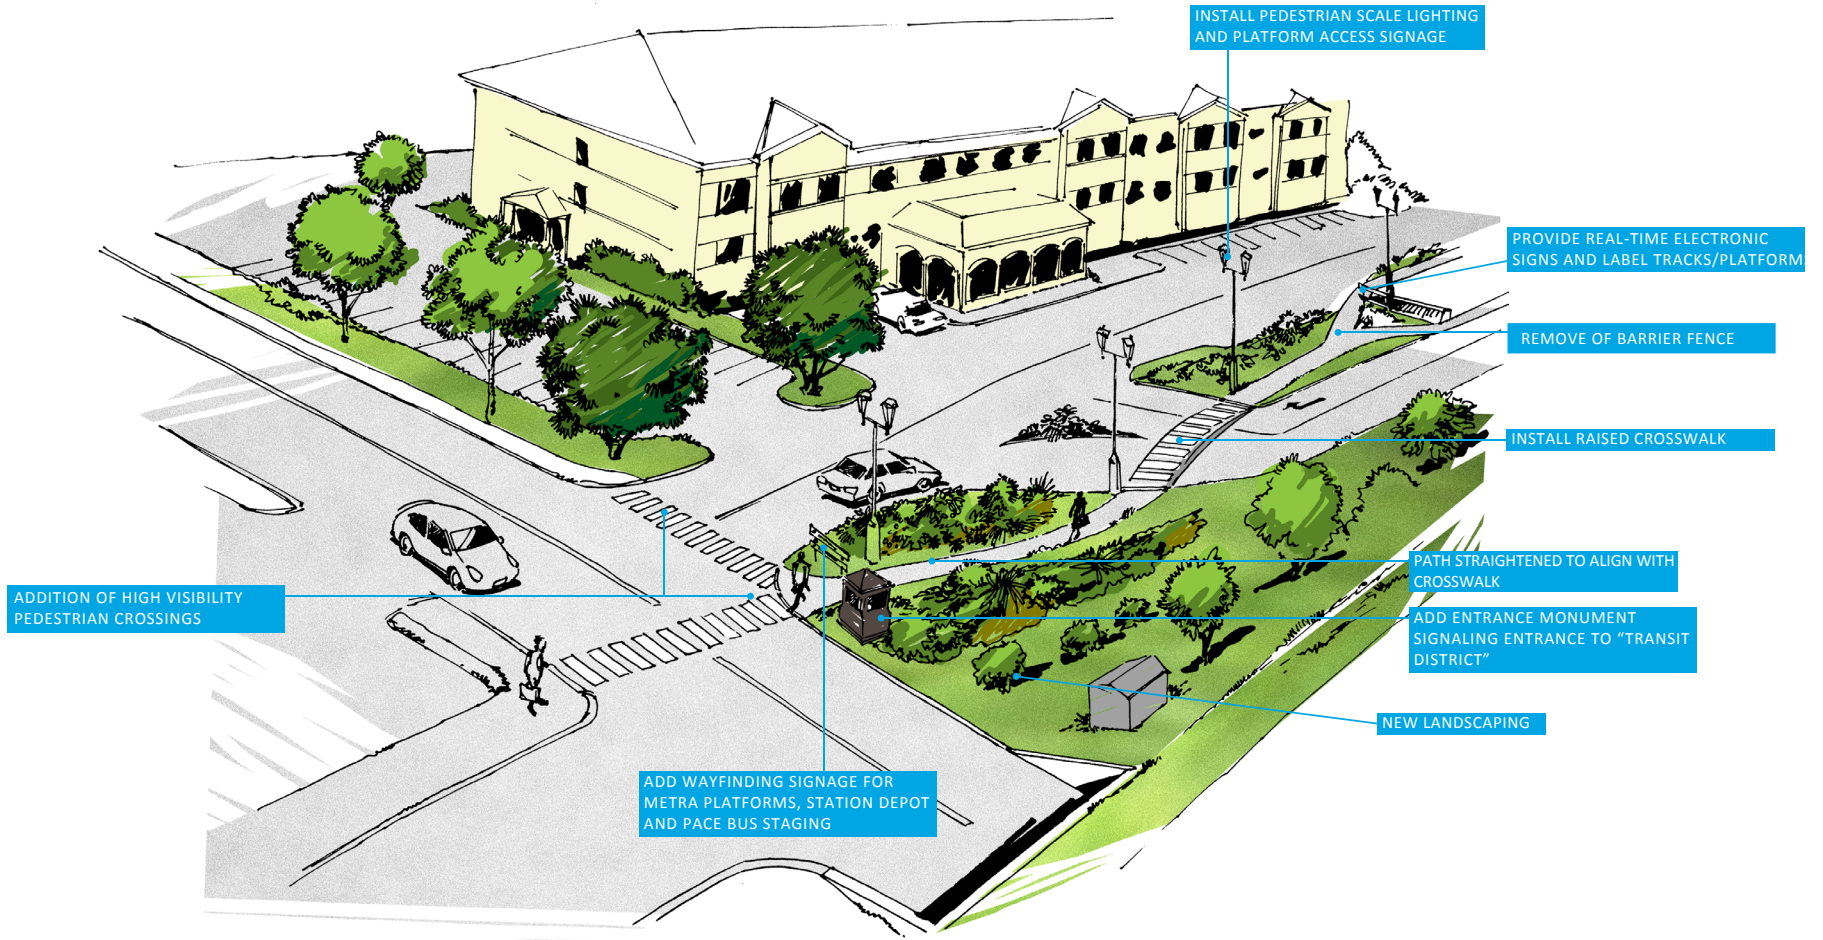 INSTALL PEDESTRIAN SCALE LIGHTING
AND PLATFORM ACCESS SIGNAGE
PROVIDE REAL-TIME ELECTRONIC
SIGNS AND LABEL TRACKS/PLATFORM
REMOVE OF BARRIER FENCE
INSTALL RAISED CROSSWALK
PATH STRAIGHTENED TO ALIGN WITH
CROSSWALK
ADDITION OF HIGH VISIBILITY
PEDESTRIAN CROSSINGS
ADD ENTRANCE MONUMENT
SIGNALING ENTRANCE TO “TRANSIT
DISTRICT”
NEW LANDSCAPING
ADD WAYFINDING SIGNAGE FOR
METRA PLATFORMS, STATION DEPOT
AND PACE BUS STAGING